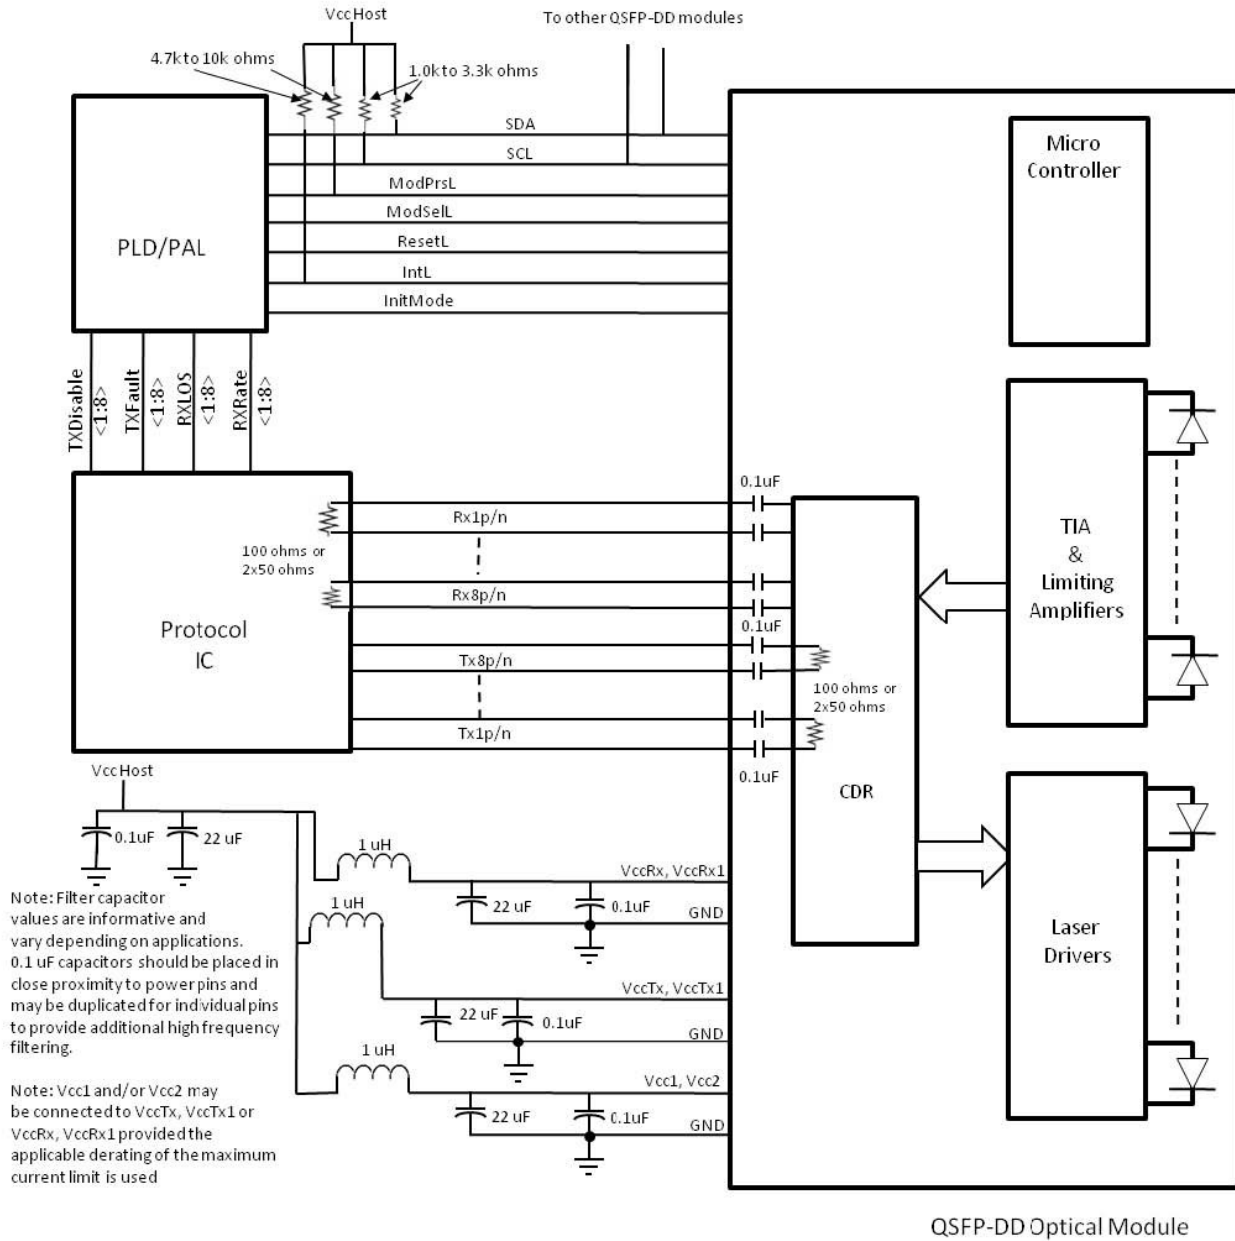 Vcc Host
To other QSFP-DD modules
4.7k to 10k ohms
1.0k to 3.3k ohms
SDA
SCL
ModPrsL
ModSelL
ResetL
IntL
InitMode
PLD/PAL
Micro
Controller
TXDisable
<1:8>
TXFault
<1:8>
RXLOS
<1:8>
RXRate
<1:8>
0.1uF
Rx1p/n
100 ohms or
2x50 ohms
Rx8p/n
0.1uF
Protocol
IC
Tx8p/n
100 ohms or
2x50 ohms
Tx1p/n
0.1uF
CDR
TIA
&
Limiting
Amplifiers
Laser
Drivers
Vcc Host
0.1uF
22 uF
1 uH
VccRx, VccRx1
22 uF
0.1uF
GND
1 uH
VccTx, VccTx1
22 uF
0.1uF
GND
1 uH
Vcc1, Vcc2
22 uF
0.1uF
GND
Note: Filter capacitor
values are informative and
vary depending on applications.
0.1 uF capacitors should be placed in
close proximity to power pins and
may be duplicated for individual pins
to provide additional high frequency
filtering.
Note: Vcc1 and/or Vcc2 may
be connected to VccTx, VccTx1 or
VccRx, VccRx1 provided the
applicable derating of the maximum
current limit is used
QSFP-DD Optical Module